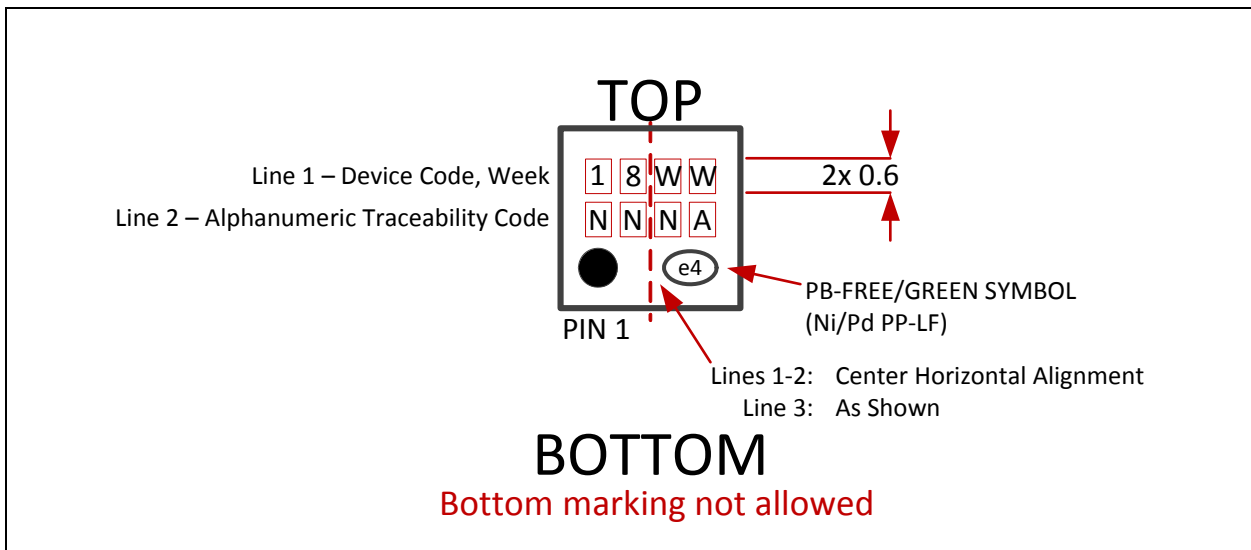 TOP
Line 1 – Device Code, Week
18WW
2x 0.6
Line 2 – Alphanumeric Traceability Code
NNNA
e4
PB-FREE/GREEN SYMBOL
(Ni/Pd PP-LF)
PIN 1
Lines 1-2: Center Horizontal Alignment
Line 3: As Shown
BOTTOM
Bottom marking not allowed